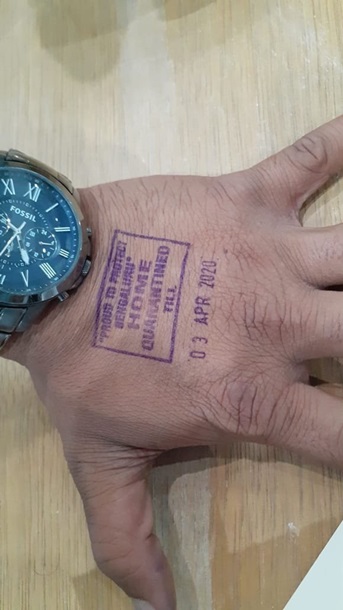 FOSSIL
"PROUD TO PROTECT
BENGALURU"
HOME
QUARANTINED
TILL
03 APR 2020